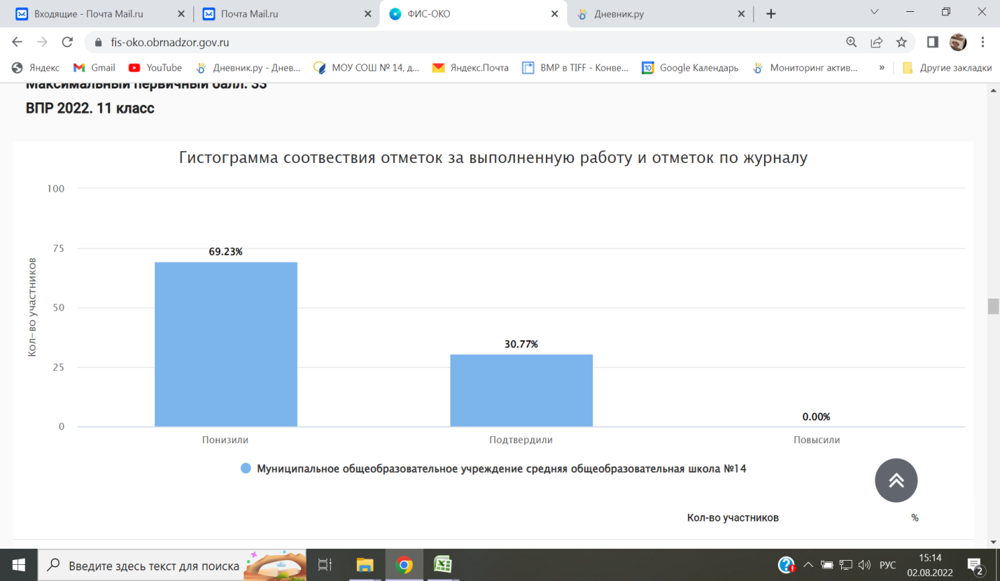 Входящие - Почта Mail.ru
Почта Mail.ru
ФИС-ОКО
Дневник.ру
fis-oko.obrnadzor.gov.ru
Яндекс
Gmail
YouTube
Дневник.ру - Днев...
МОУ СОШ № 14, д...
Яндекс.Почта
BMP в TIFF - Конве...
10
Google Календарь
Мониторинг актив...
»
Другие закладки
Максимальный первичный балл: 33
ВПР 2022. 11 класс
Гистограмма соотвествия отметок за выполненную работу и отметок по журналу
Кол-во участников
100
75
50
25
0
69.23%
30.77%
0.00%
Понизили
Подтвердили
Повысили
Муниципальное общеобразовательное учреждение средняя общеобразовательная школа №14
Кол-во участников
%
Введите здесь текст для поиска
РУС
15:14
02.08.2022
2